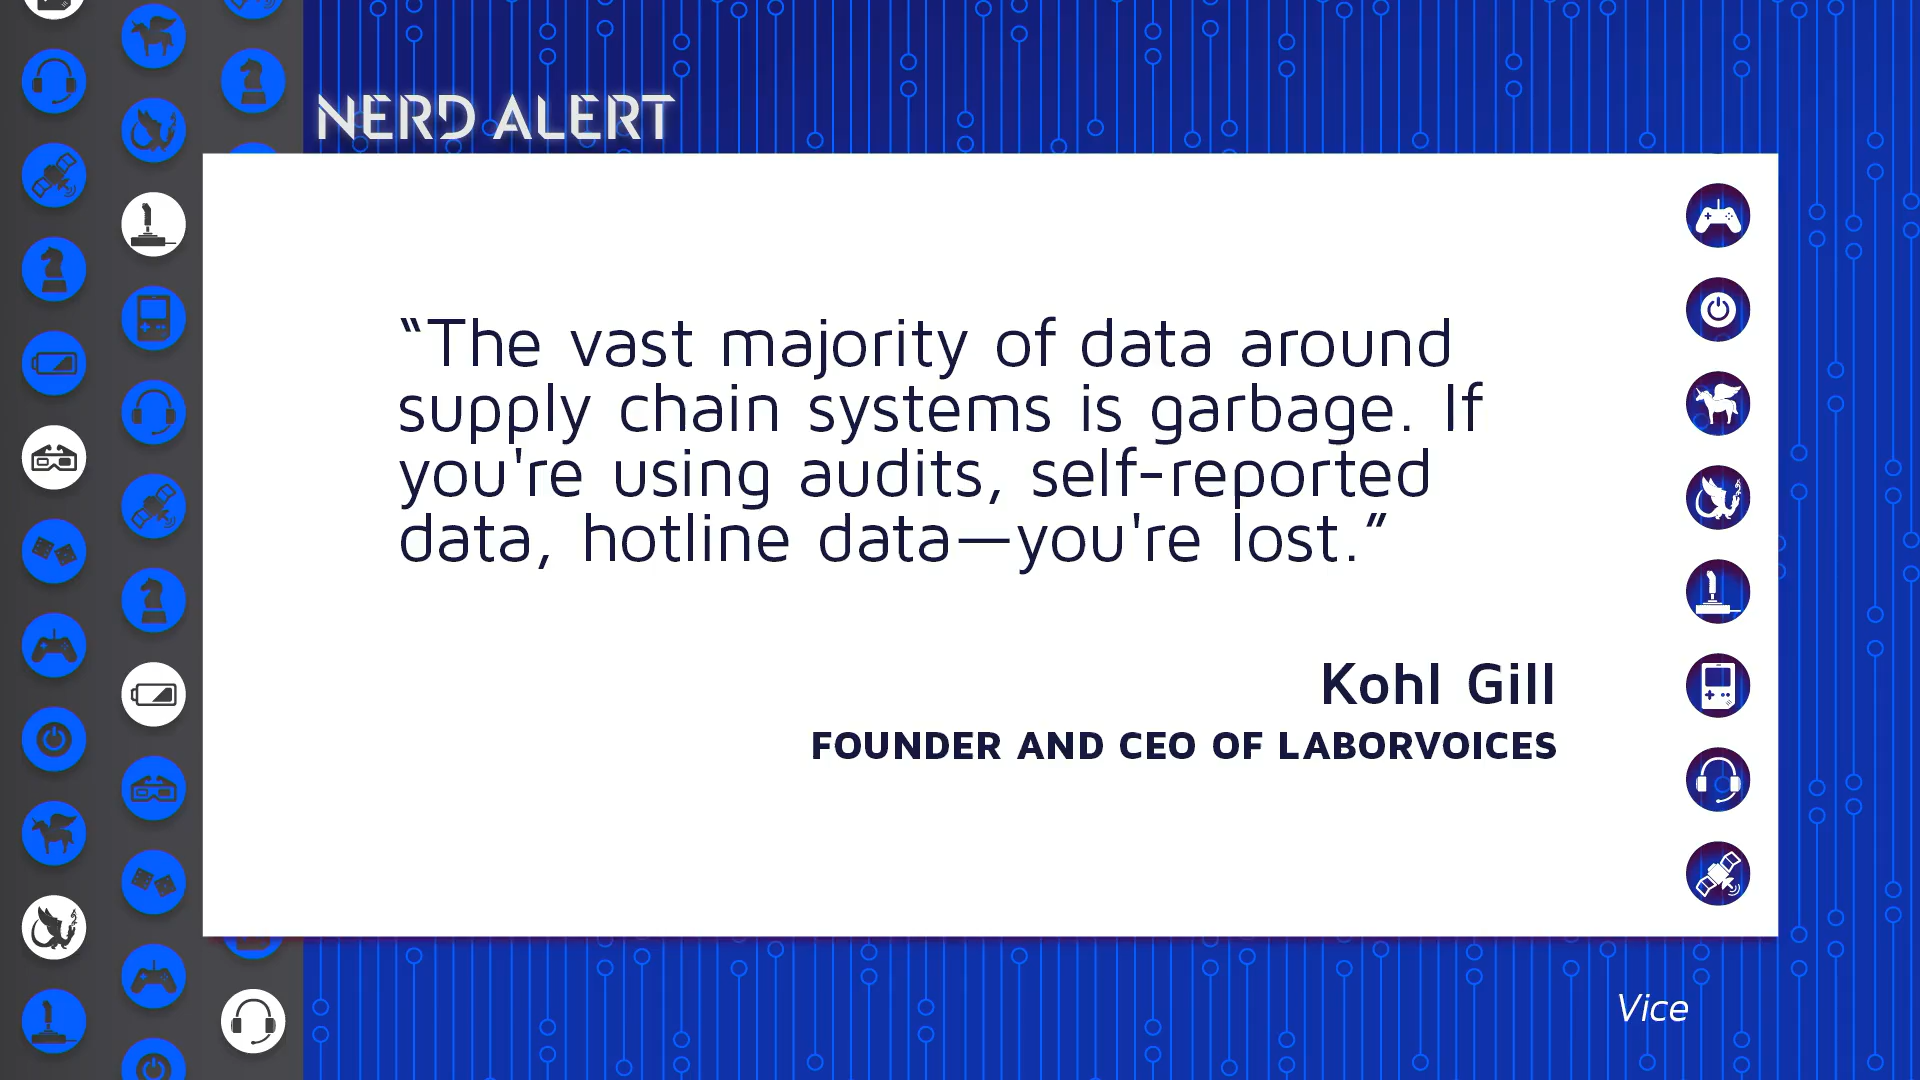 NERD ALERT
“The vast majority of data around
supply chain systems is garbage. If
you're using audits, self-reported
data, hotline data—you're lost.”
Kohl Gill
FOUNDER AND CEO OF LABORVOICES
Vice